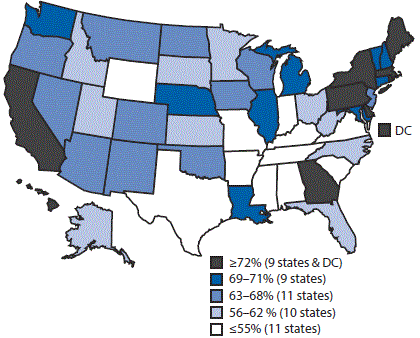 DC
≥72% (9 states & DC)
69–71% (9 states)
63–68% (11 states)
56–62 % (10 states)
≤55% (11 states)